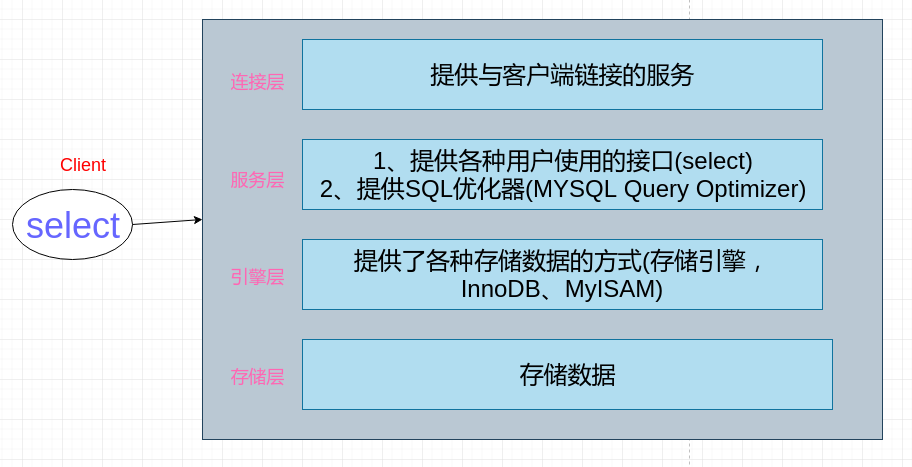 Client
select
连接层
提供与客户端链接的服务
服务层
1、提供各种用户使用的接口(select)
2、提供SQL优化器(MYSQL Query Optimizer)
引擎层
提供了各种存储数据的方式(存储引擎，
InnoDB、MyISAM)
存储层
存储数据